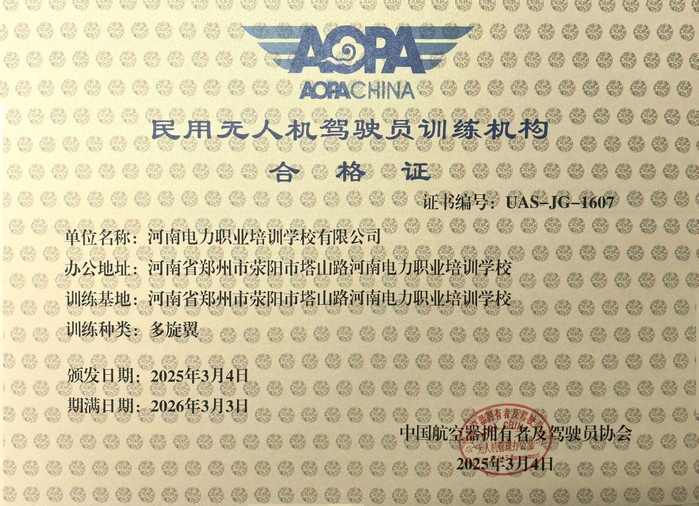 AOPA
AOPA CHINA
民用无人机驾驶员训练机构
合格证
证书编号：UAS-JG-1607
单位名称：河南电力职业培训学校有限公司
办公地址：河南省郑州市荥阳市塔山路河南电力职业培训学校
训练基地：河南省郑州市荥阳市塔山路河南电力职业培训学校
训练种类：多旋翼
颁发日期：2025年3月4日
期满日期：2026年3月3日
中国航空器拥有者及驾驶员协会
2025年3月4日